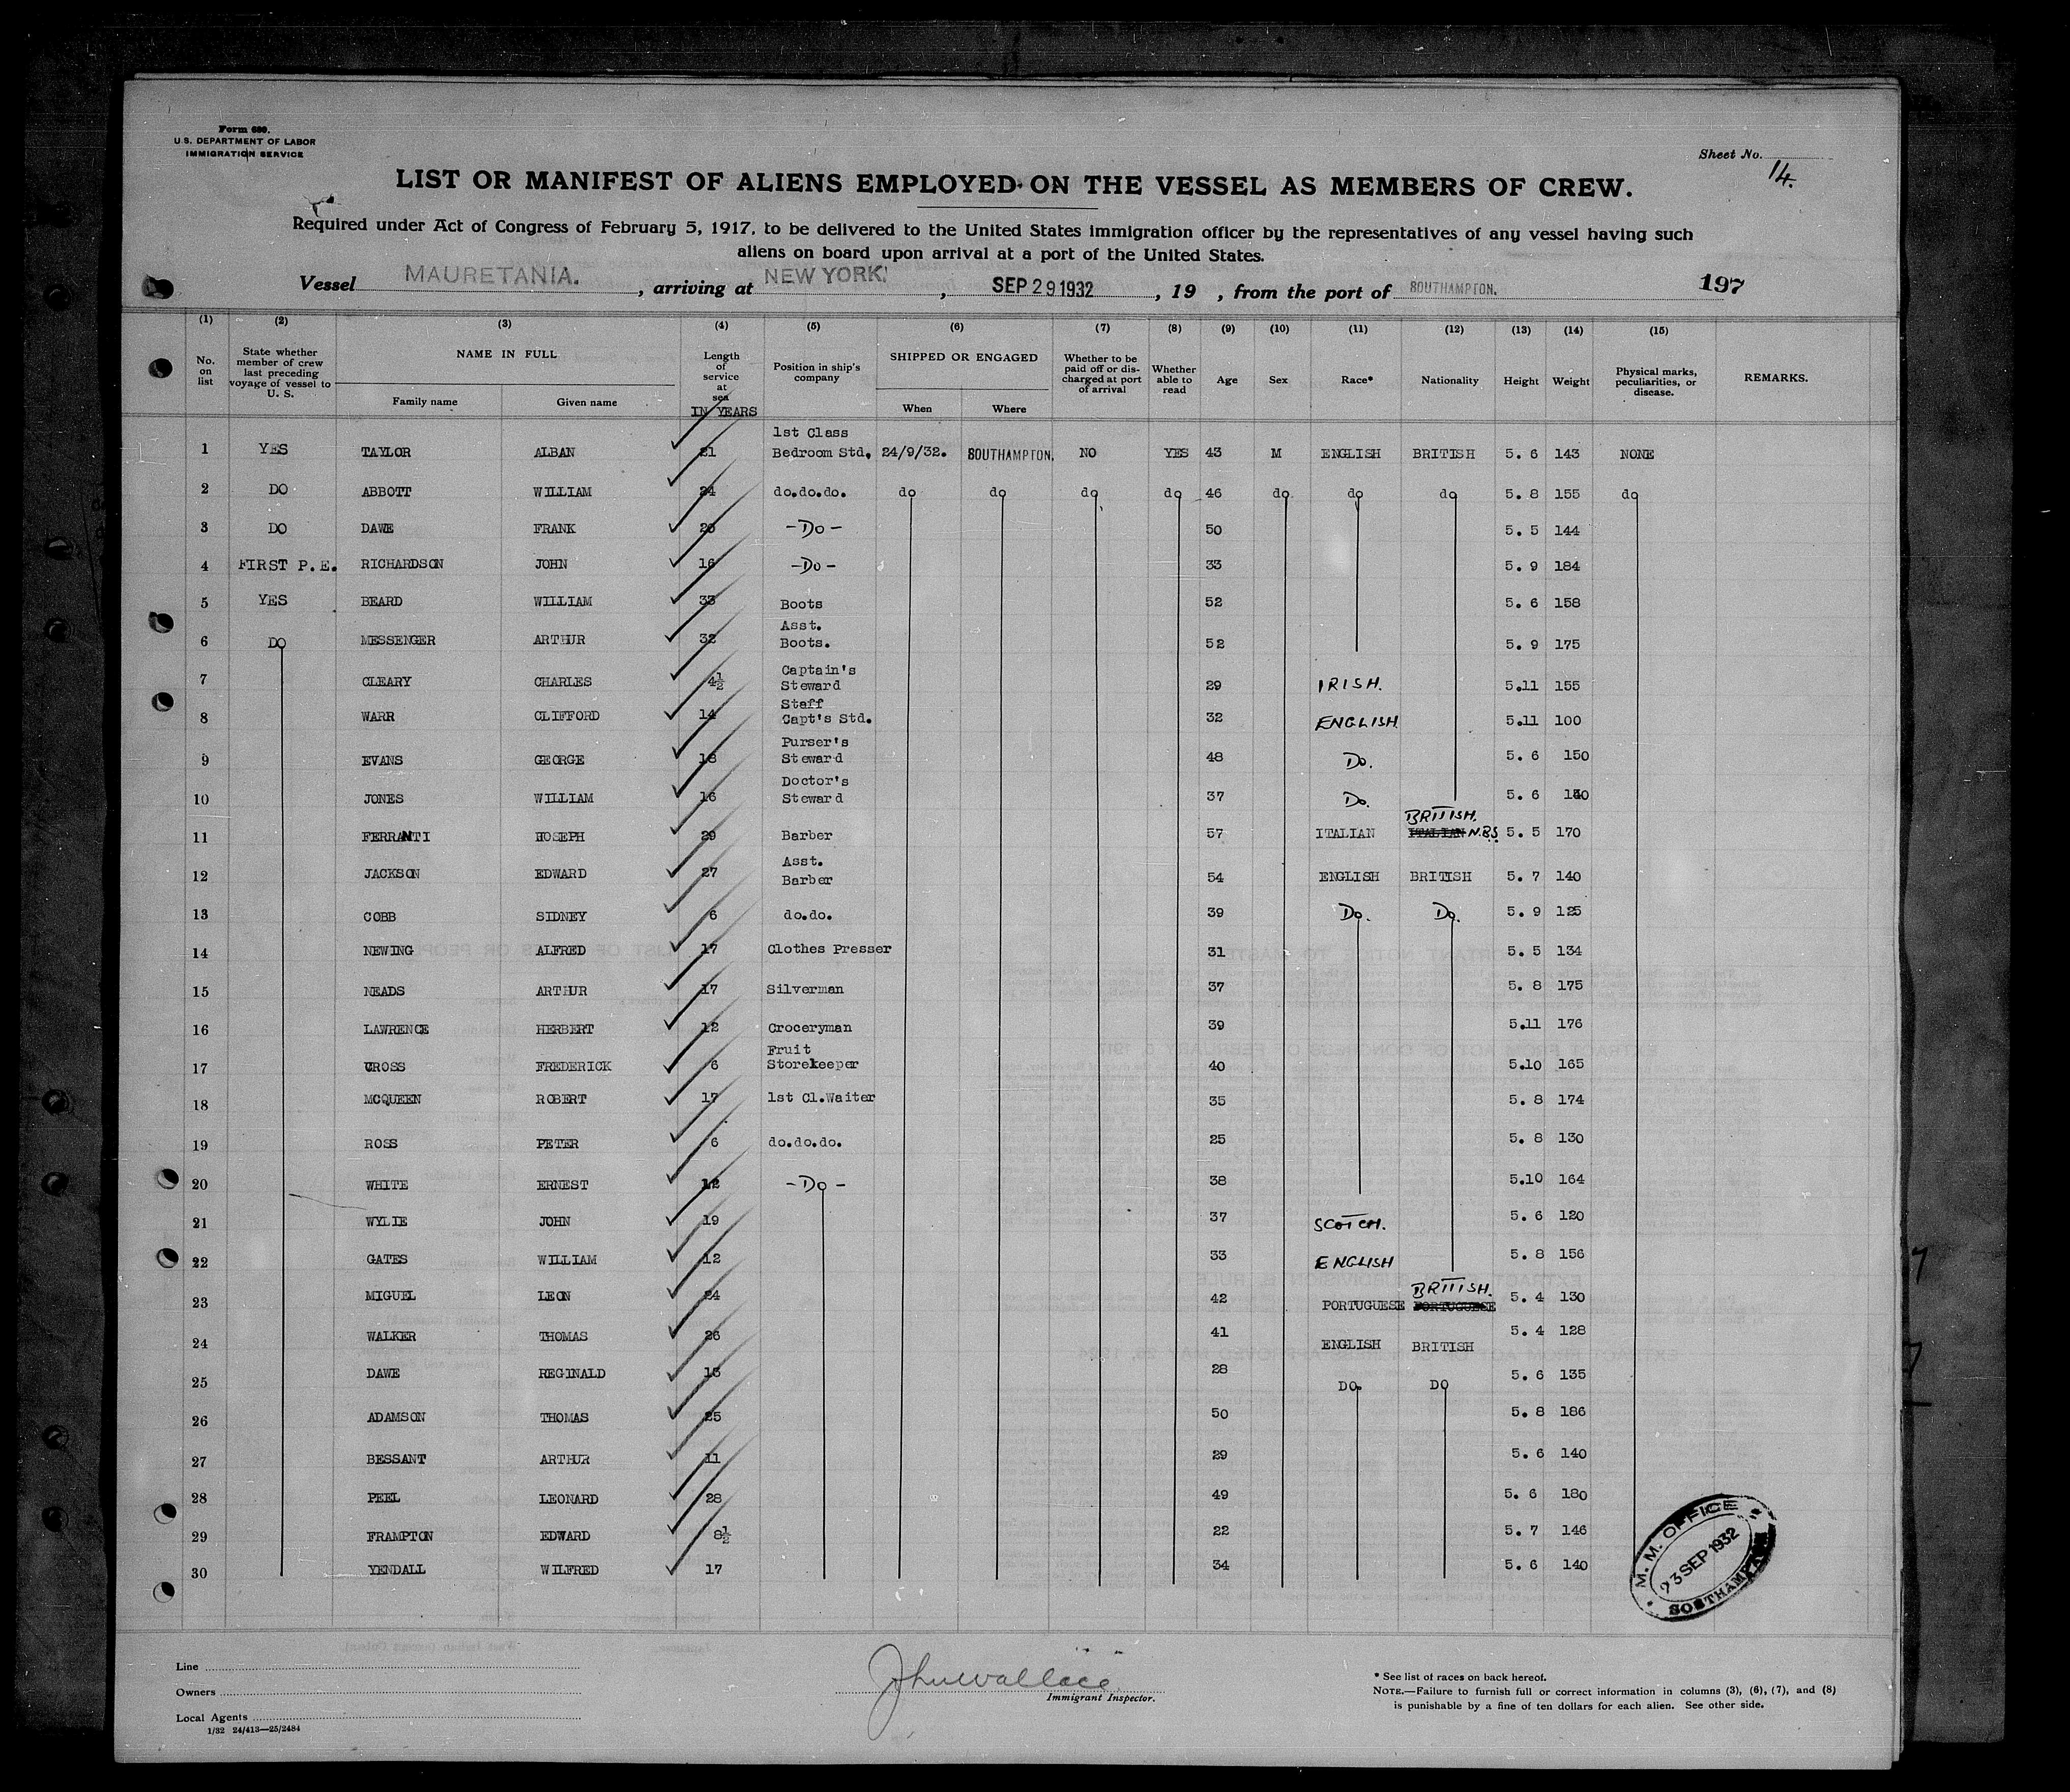 Form 680.
U.S. DEPARTMENT OF LABOR
IMMIGRATION SERVICE
Sheet No. 14.
LIST OR MANIFEST OF ALIENS EMPLOYED ON THE VESSEL AS MEMBERS OF CREW.
Required under Act of Congress of February 5, 1917, to be delivered to the United States immigration officer by the representatives of any vessel having such
aliens on board upon arrival at a port of the United States.
Vessel MAURETANIA. , arriving at NEW YORK. , SEP 29 1932 , 19 , from the port of SOUTHAMPTON. 197
(1) (2) (3) (4) (5) (6) (7) (8) (9) (10) (11) (12) (13) (14) (15)
No. on list State whether member of crew last preceding voyage of vessel to U. S. NAME IN FULL Family name Given name Length of service at sea IN YEARS Position in ship's company SHIPPED OR ENGAGED When Where Whether to be paid off or discharged at port of arrival Whether able to read Age Sex Race* Nationality Height Weight Physical marks, peculiarities, or disease. REMARKS.
1 YES TAYLOR ALBAN 21 1st Class Bedroom Std. 24/9/32. SOUTHAMPTON. NO YES 43 M ENGLISH BRITISH 5. 6 143 NONE
2 DO ABBOTT WILLIAM 24 do.do.do. do do do do 46 do do do 5. 8 155 do
3 DO DAWE FRANK 20 -Do- 50 5. 5 144
4 FIRST P.E. RICHARDSON JOHN 16 -Do- 33 5. 9 184
5 YES BEARD WILLIAM 33 Boots 52 5. 6 158
6 DO MESSENGER ARTHUR 32 Asst. Boots. 52 5. 9 175
7 CLEARY CHARLES 4½ Captain's Steward 29 IRISH. 5.11 155
8 WARR CLIFFORD 14 Staff Capt's Std. 32 ENGLISH 5.11 100
9 EVANS GEORGE 18 Purser's Steward 48 Do. 5. 6 150
10 JONES WILLIAM 16 Doctor's Steward 37 Do. 5. 6
11 FERRANTI HOSEPH 29 Barber 57 ITALIAN BRITISH. ITALIAN N.B.S. 5. 5 170
12 JACKSON EDWARD 27 Asst. Barber 54 ENGLISH BRITISH 5. 7 140
13 COBB SIDNEY 6 do.do. 39 Do. Do. 5. 9 125
14 NEWING ALFRED 17 Clothes Presser 31 5. 5 134
15 NEADS ARTHUR 17 Silverman 37 5. 8 175
16 LAWRENCE HERBERT 12 Groceryman 39 5.11 176
17 CROSS FREDERICK 6 Fruit Storekeeper 40 5.10 165
18 MCQUEEN ROBERT 17 1st Cl.Waiter 35 5. 8 174
19 ROSS PETER 6 do.do.do. 25 5. 8 130
20 WHITE ERNEST 12 -Do- 38 5.10 164
21 WYLIE JOHN 19 37 SCOTCH. 5. 6 120
22 GATES WILLIAM 12 33 ENGLISH 5. 8 156
23 MIGUEL LEON 24 42 PORTUGUESE BRITISH. PORTUGUESE 5. 4 130
24 WALKER THOMAS 26 41 ENGLISH BRITISH 5. 4 128
25 DAWE REGINALD 28 DO. DO 5. 6 135
26 ADAMSON THOMAS 25 50 5. 8 186
27 BESSANT ARTHUR 11 29 5. 6 140
28 PEEL LEONARD 28 49 5. 6 180
29 FRAMPTON EDWARD 8½ 22 5. 7 146
30 YENDALL WILFRED 17 34 5. 6 140
M. M. OFFICE
23 SEP 1932
SOUTHAMPTON
Line
Owners
Local Agents
1/32 24/413—25/2484
John Wallace
Immigrant Inspector.
* See list of races on back hereof.
NOTE.—Failure to furnish full or correct information in columns (3), (6), (7), and (8)
is punishable by a fine of ten dollars for each alien. See other side.